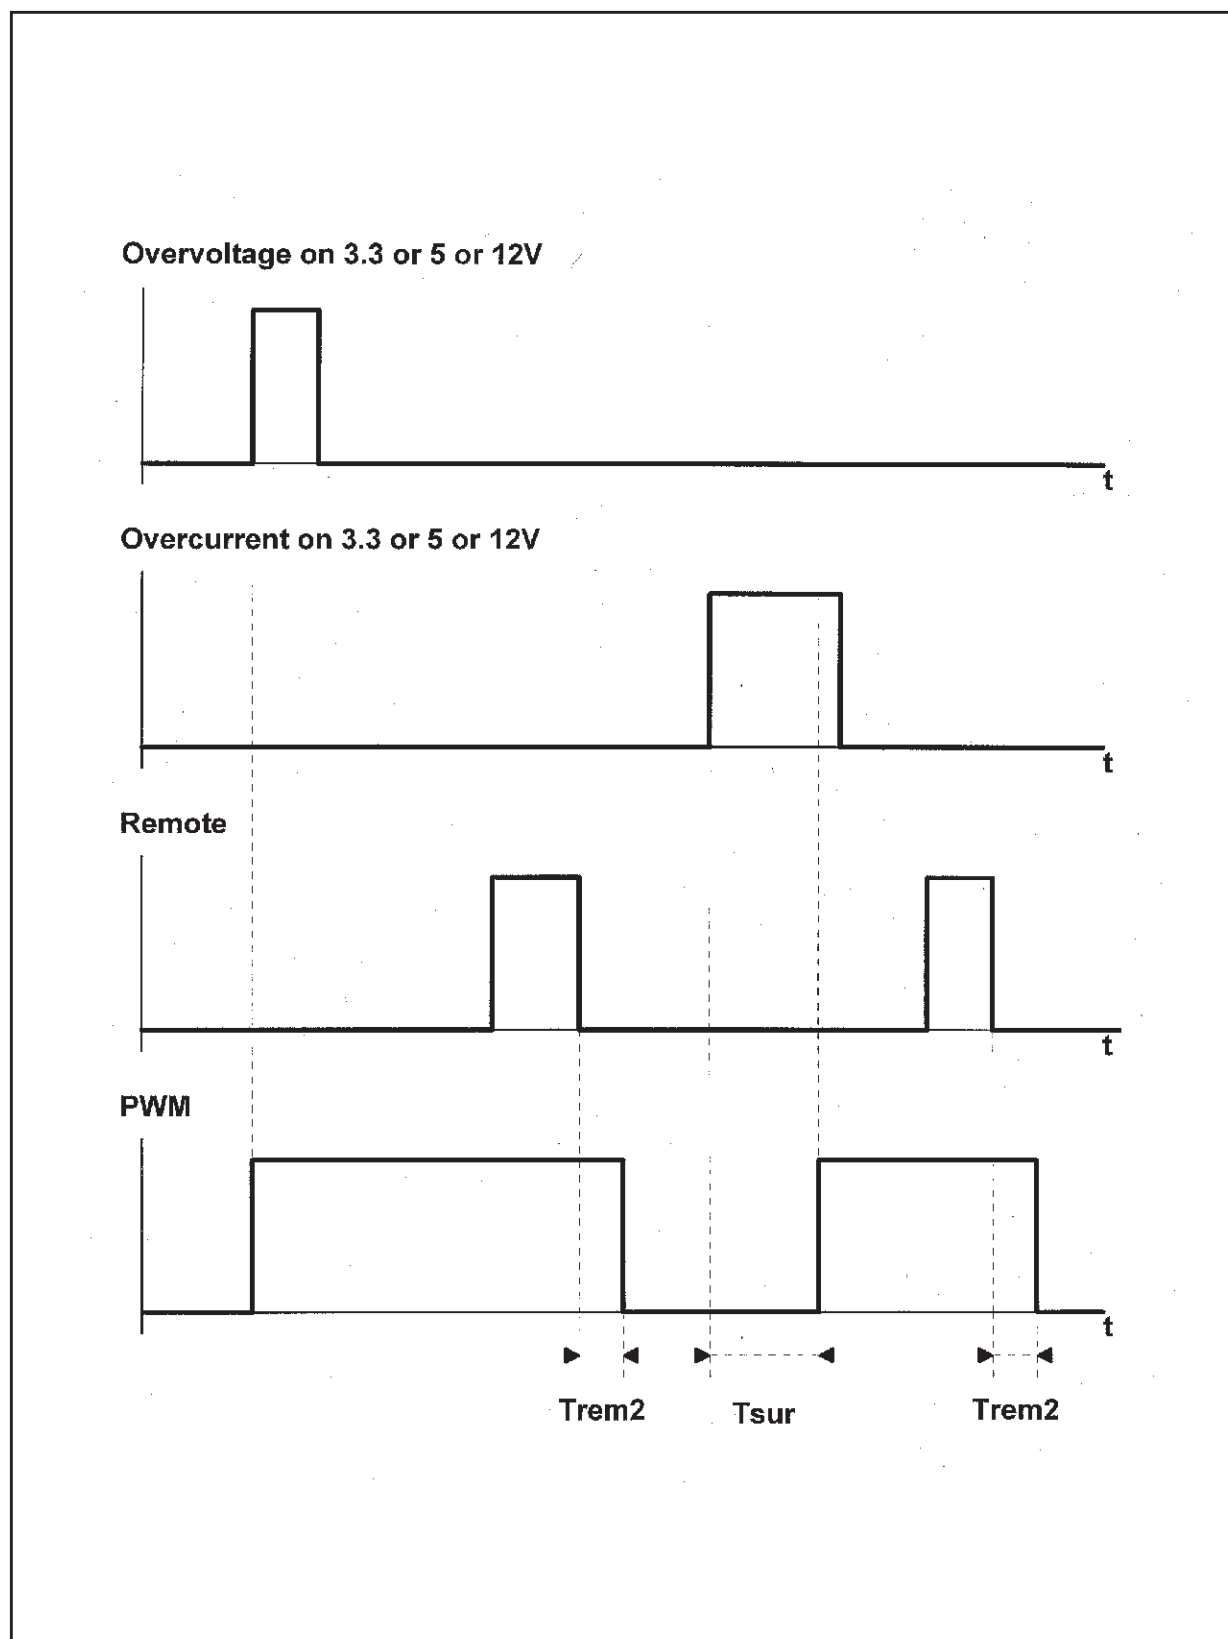 Overvoltage on 3.3 or 5 or 12V
t
Overcurrent on 3.3 or 5 or 12V
t
Remote
t
PWM
t
Trem2 Tsur Trem2